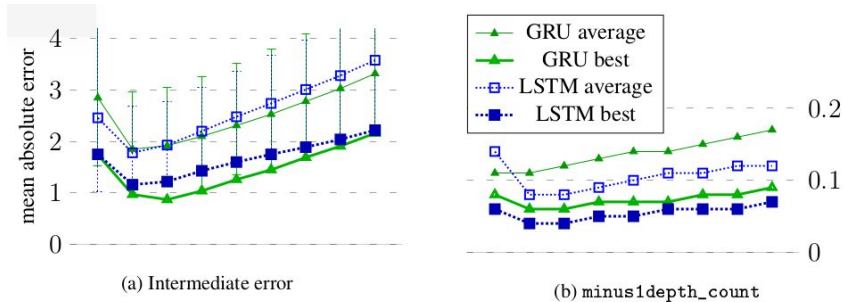 4
3
2
1
0
mean absolute error
(a) Intermediate error
GRU average
GRU best
LSTM average
LSTM best
0.2
0.1
0
(b) minus1depth_count